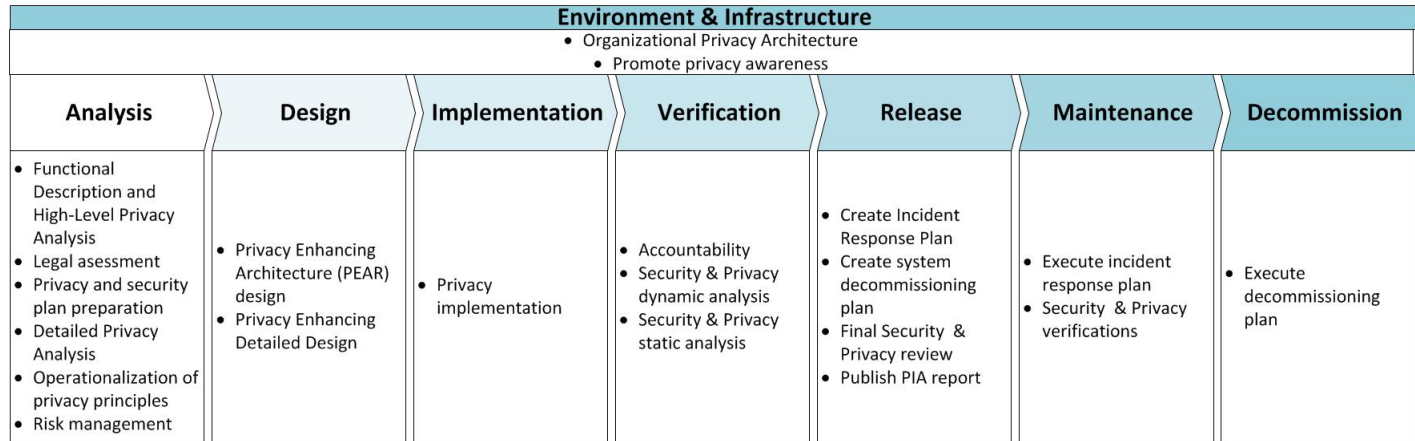 Environment & Infrastructure
• Organizational Privacy Architecture
• Promote privacy awareness
Analysis
Design
Implementation
Verification
Release
Maintenance
Decommission
• Functional
Description and
High-Level Privacy
Analysis
• Legal asessment
• Privacy and security
plan preparation
• Detailed Privacy
Analysis
• Operationalization of
privacy principles
• Risk management
• Privacy Enhancing
Architecture (PEAR)
design
• Privacy Enhancing
Detailed Design
• Privacy
implementation
• Accountability
• Security & Privacy
dynamic analysis
• Security & Privacy
static analysis
• Create Incident
Response Plan
• Create system
decommissioning
plan
• Final Security &
Privacy review
• Publish PIA report
• Execute incident
response plan
• Security & Privacy
verifications
• Execute
decommissioning
plan